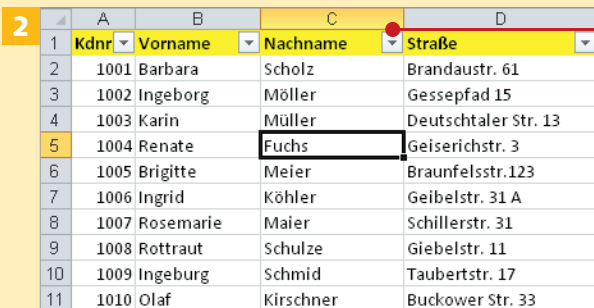 2
A B C D
1 Kdnr Vorname Nachname Straße
2 1001 Barbara Scholz Brandaustr. 61
3 1002 Ingeborg Möller Gessepfad 15
4 1003 Karin Müller Deutschtaler Str. 13
5 1004 Renate Fuchs Geiserichstr. 3
6 1005 Brigitte Meier Braunfelsstr.123
7 1006 Ingrid Köhler Geibelstr. 31 A
8 1007 Rosemarie Maier Schillerstr. 31
9 1008 Rottraut Schulze Giebelstr. 11
10 1009 Ingeburg Schmid Taubertstr. 17
11 1010 Olaf Kirschner Buckower Str. 33